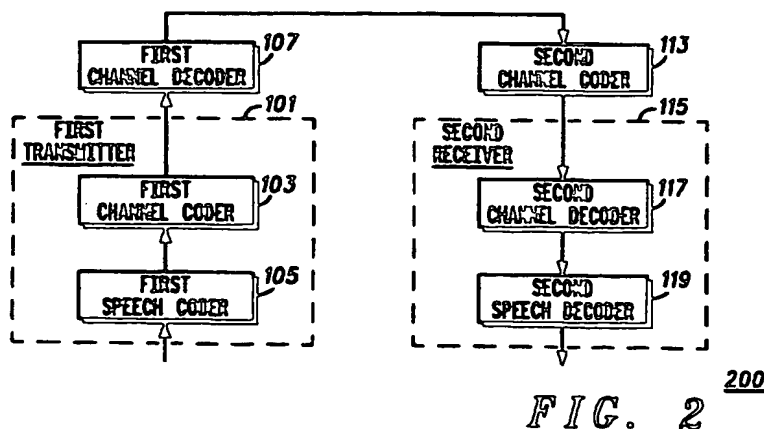 FIRST
CHANNEL DECODER
107
SECOND
CHANNEL CODER
113
101
FIRST
TRANSMITTER
115
SECOND
RECEIVER
FIRST
CHANNEL CODER
103
SECOND
CHANNEL DECODER
117
FIRST
SPEECH CODER
105
SECOND
SPEECH DECODER
119
200
FIG. 2